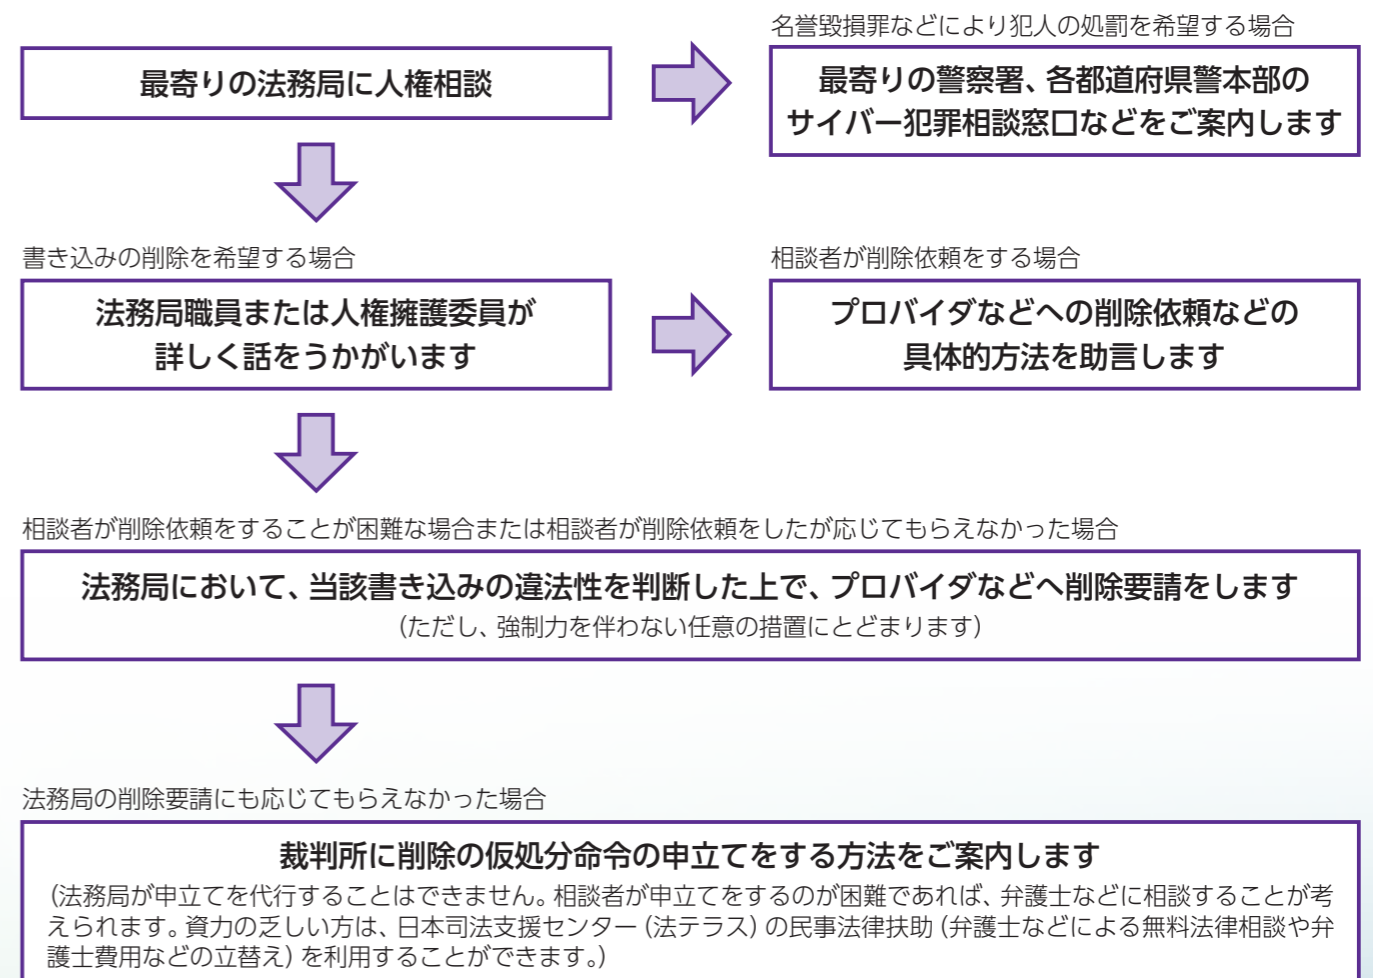 名誉毀損罪などにより犯人の処罰を希望する場合
最寄りの法務局に人権相談
最寄りの警察署、各都道府県警本部の
サイバー犯罪相談窓口などをご案内します
書き込みの削除を希望する場合
法務局職員または人権擁護委員が
詳しく話をうかがいます
相談者が削除依頼をする場合
プロバイダなどへの削除依頼などの
具体的方法を助言します
相談者が削除依頼をすることが困難な場合または相談者が削除依頼をしたが応じてもらえなかった場合
法務局において、当該書き込みの違法性を判断した上で、プロバイダなどへ削除要請をします
（ただし、強制力を伴わない任意の措置にとどまります）
法務局の削除要請にも応じてもらえなかった場合
裁判所に削除の仮処分命令の申立てをする方法をご案内します
（法務局が申立てを代行することはできません。相談者が申立てをするのが困難であれば、弁護士などに相談することが考
えられます。資力の乏しい方は、日本司法支援センター（法テラス）の民事法律扶助（弁護士などによる無料法律相談や弁
護士費用などの立替え）を利用することができます。）